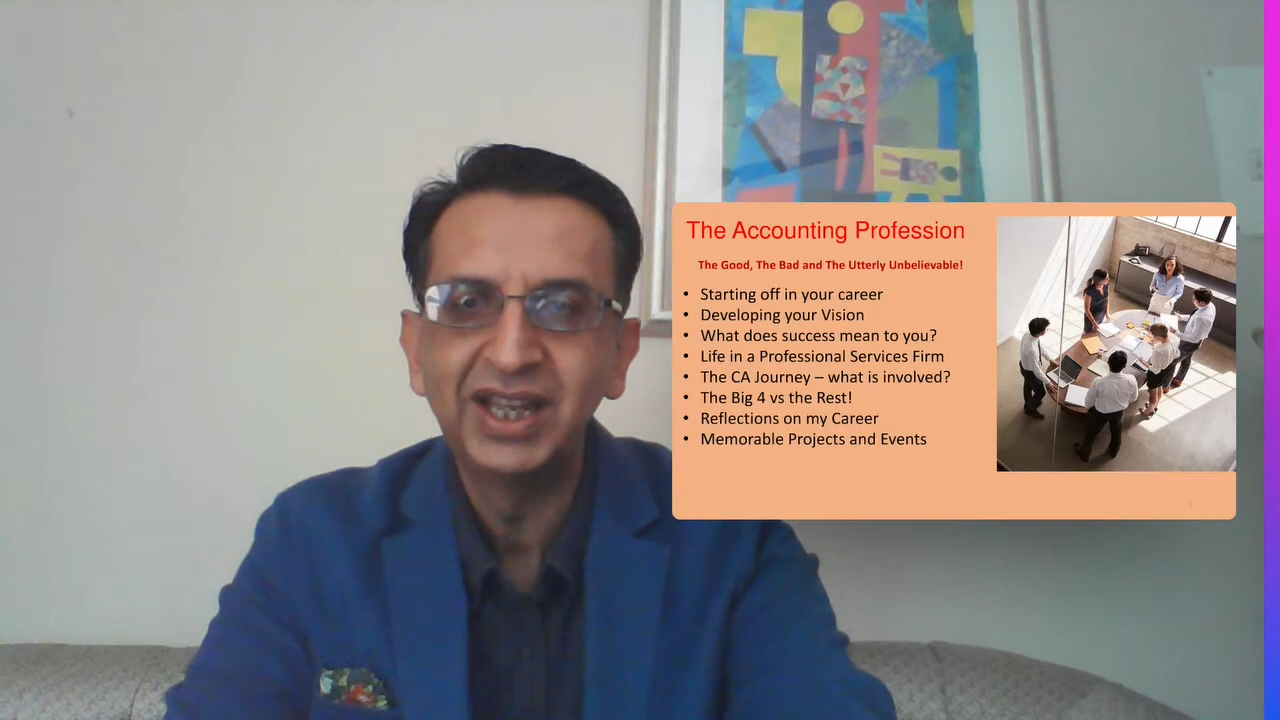 The Accounting Profession
The Good, The Bad and The Utterly Unbelievable!
• Starting off in your career
• Developing your Vision
• What does success mean to you?
• Life in a Professional Services Firm
• The CA Journey – what is involved?
• The Big 4 vs the Rest!
• Reflections on my Career
• Memorable Projects and Events